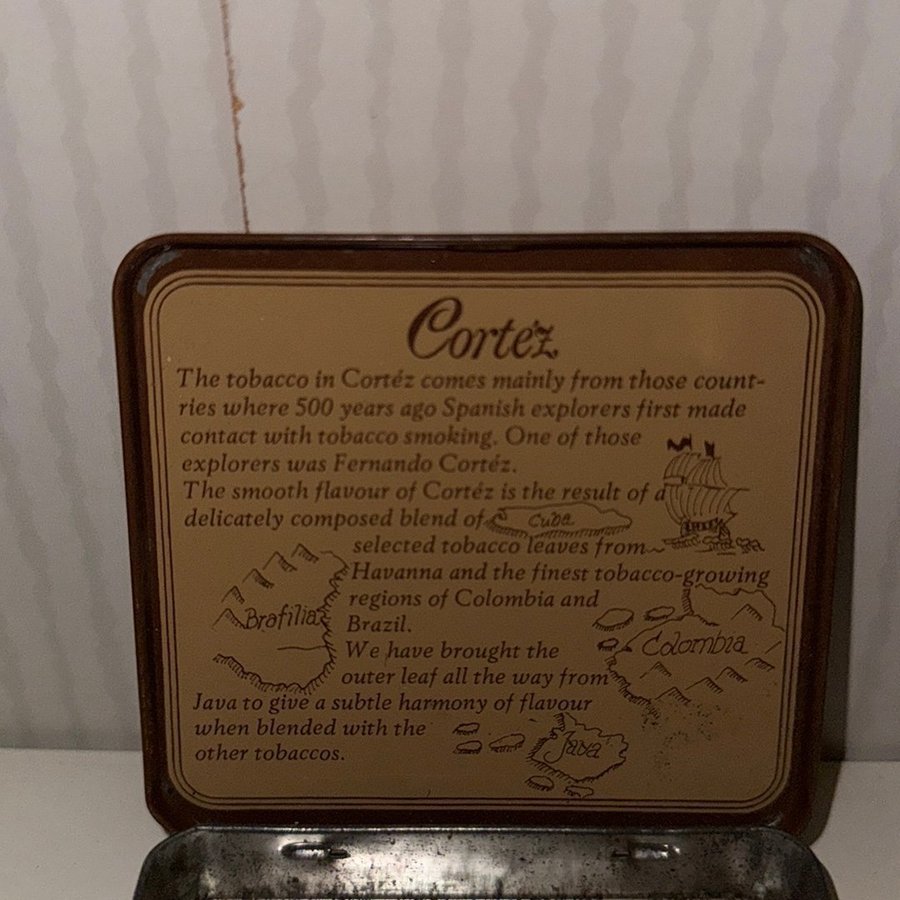 Cortéz
The tobacco in Cortéz comes mainly from those count-
ries where 500 years ago Spanish explorers first made
contact with tobacco smoking. One of those
explorers was Fernando Cortéz.
The smooth flavour of Cortéz is the result of a
delicately composed blend of
Cuba
selected tobacco leaves from
Havanna and the finest tobacco-growing
regions of Colombia and
Brazil.
Brafilia
Colombia
We have brought the
outer leaf all the way from
Java to give a subtle harmony of flavour
when blended with the
other tobaccos.
Java